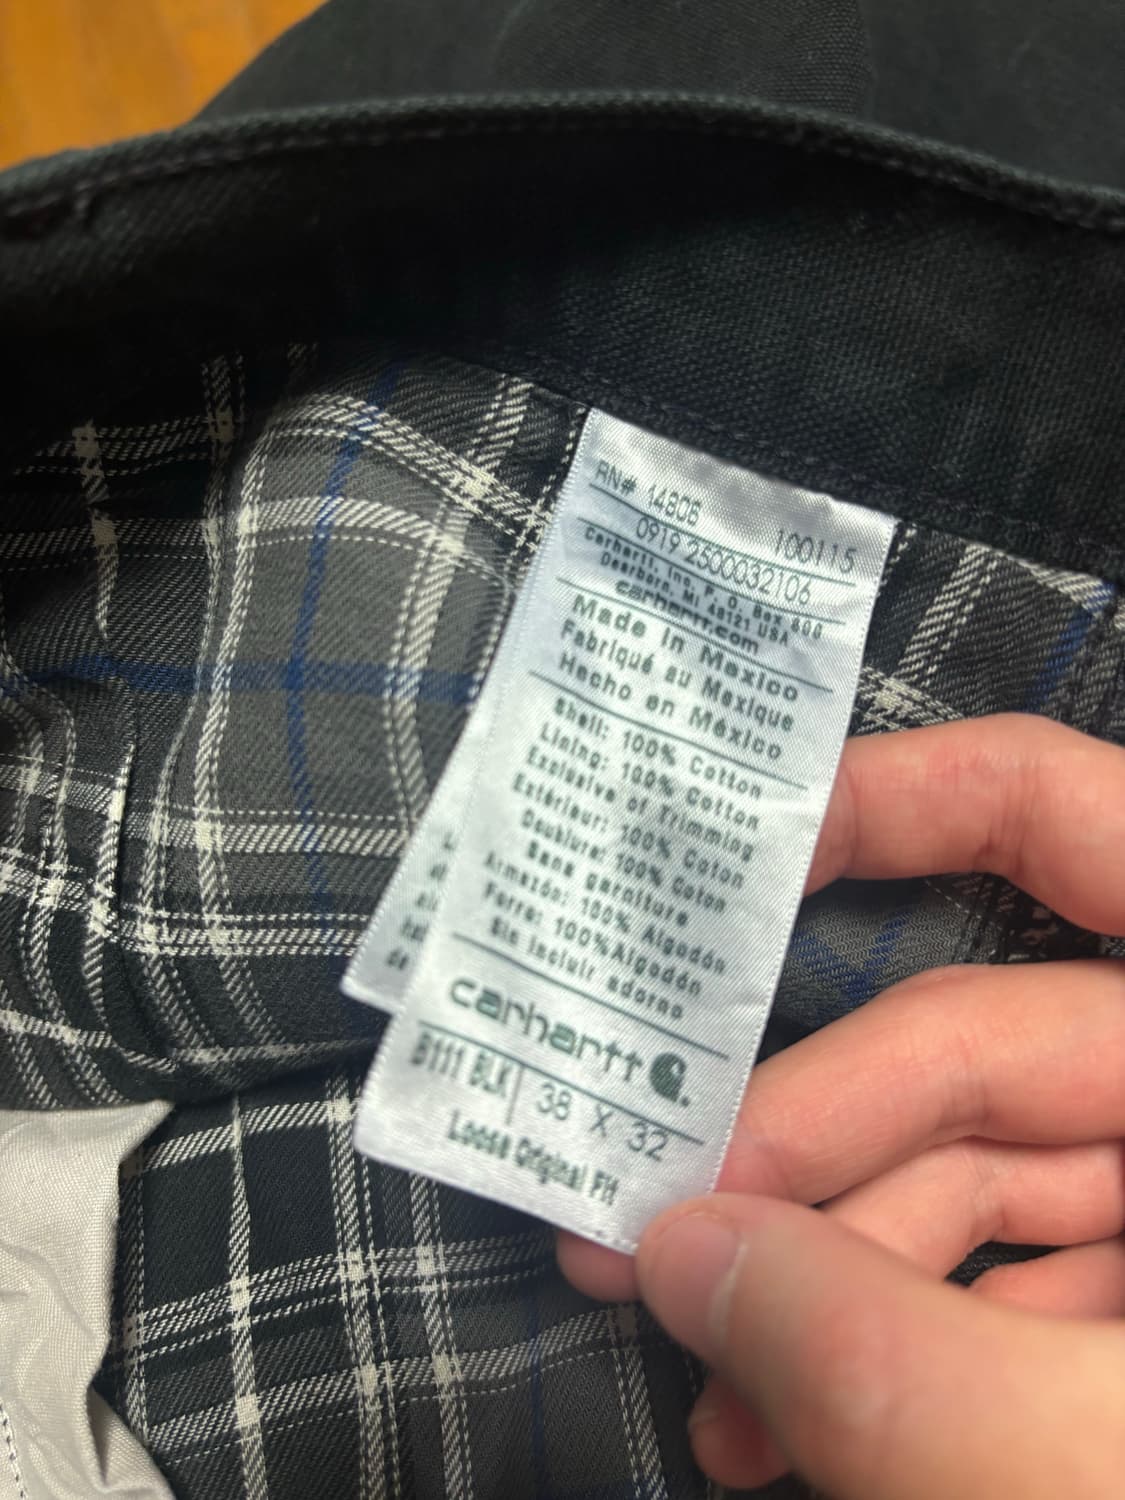 RN# 14806 100115
0919 2500032106
Carhartt, Inc. P. O. Box 600
Dearborn, MI 48121 USA
carhartt.com
Made in Mexico
Fabriqué au Mexique
Hecho en México
Shell: 100% Cotton
Lining: 100% Cotton
Exclusive of Trimming
Extérieur: 100% Coton
Doublure: 100% Coton
Sans garniture
Armazón: 100% Algodón
Forro: 100%Algodón
Sin incluir adorno
carhartt
B111 BLK 38 X 32
Loose Original Fit
de